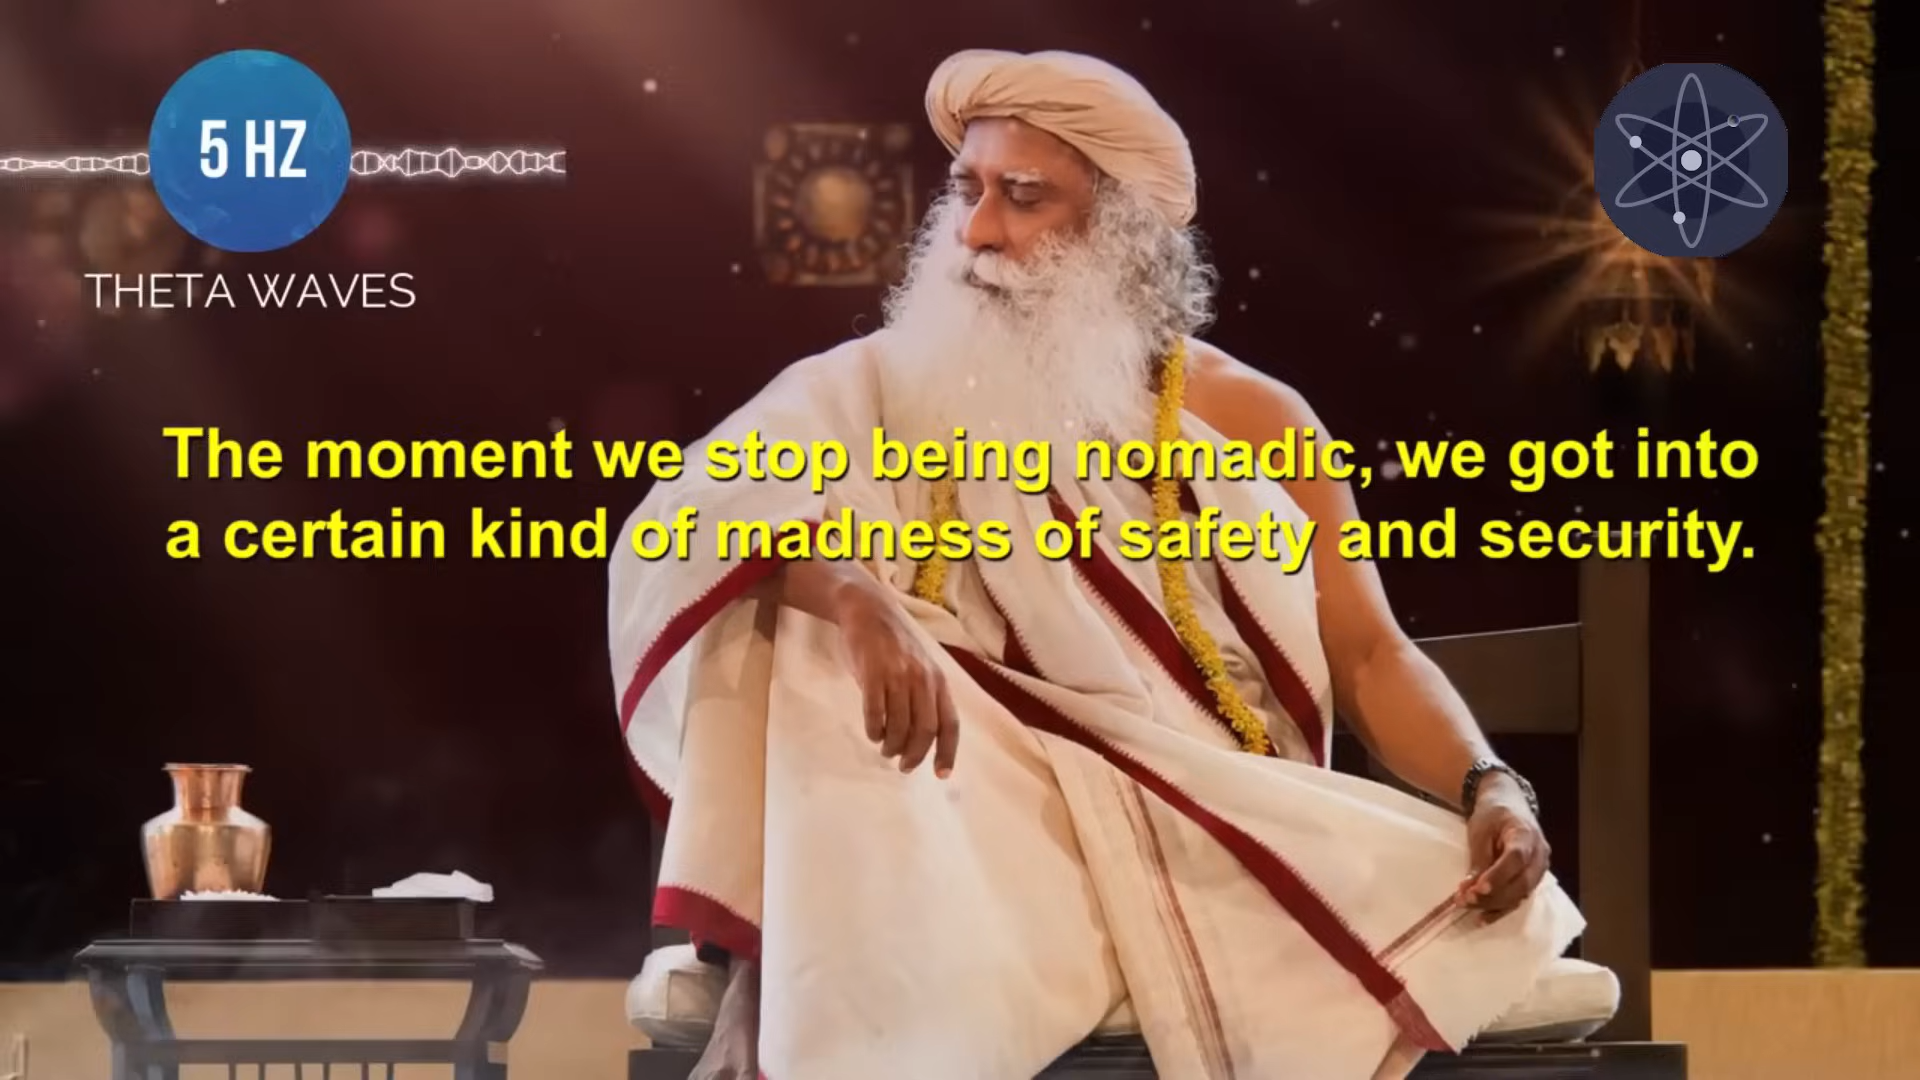 5 HZ
THETA WAVES
The moment we stop being nomadic, we got into
a certain kind of madness of safety and security.